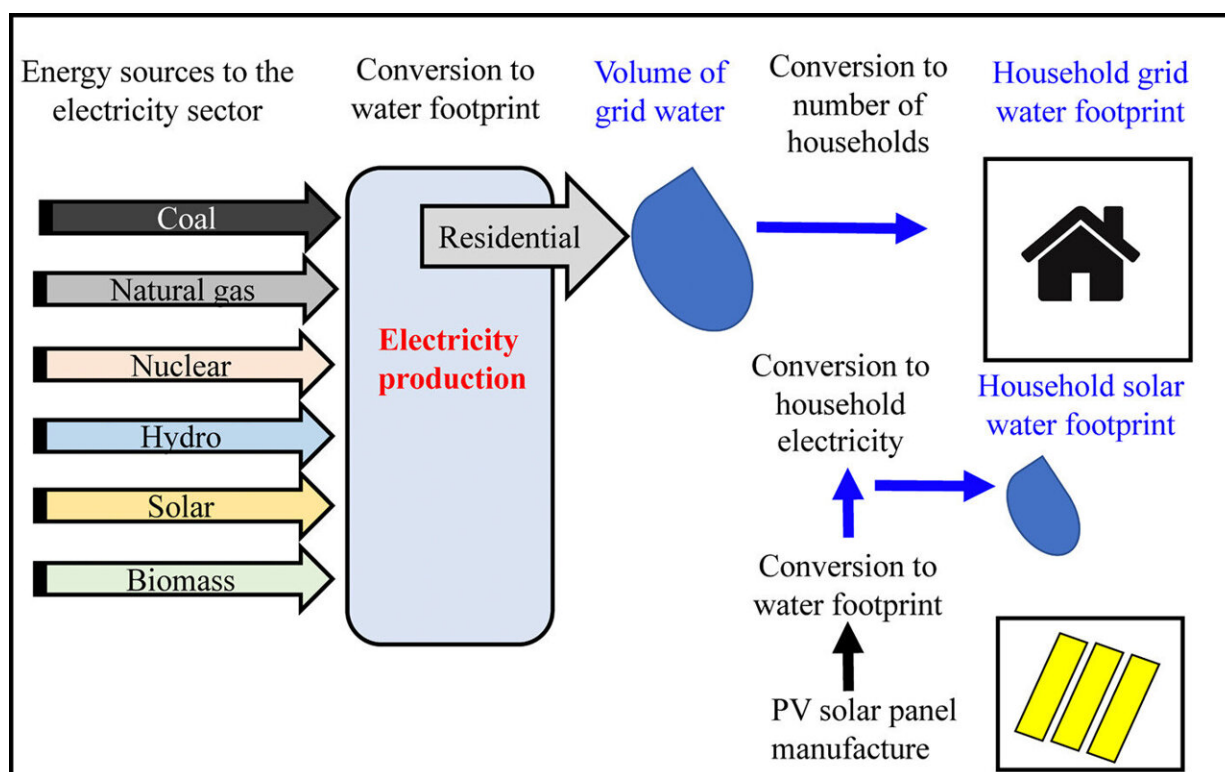 Energy sources to the
electricity sector
Conversion to
water footprint
Volume of
grid water
Conversion to
number of
households
Household grid
water footprint
Coal
Natural gas
Nuclear
Hydro
Solar
Biomass
Residential
Electricity
production
Conversion to
household
electricity
Household solar
water footprint
Conversion to
water footprint
PV solar panel
manufacture